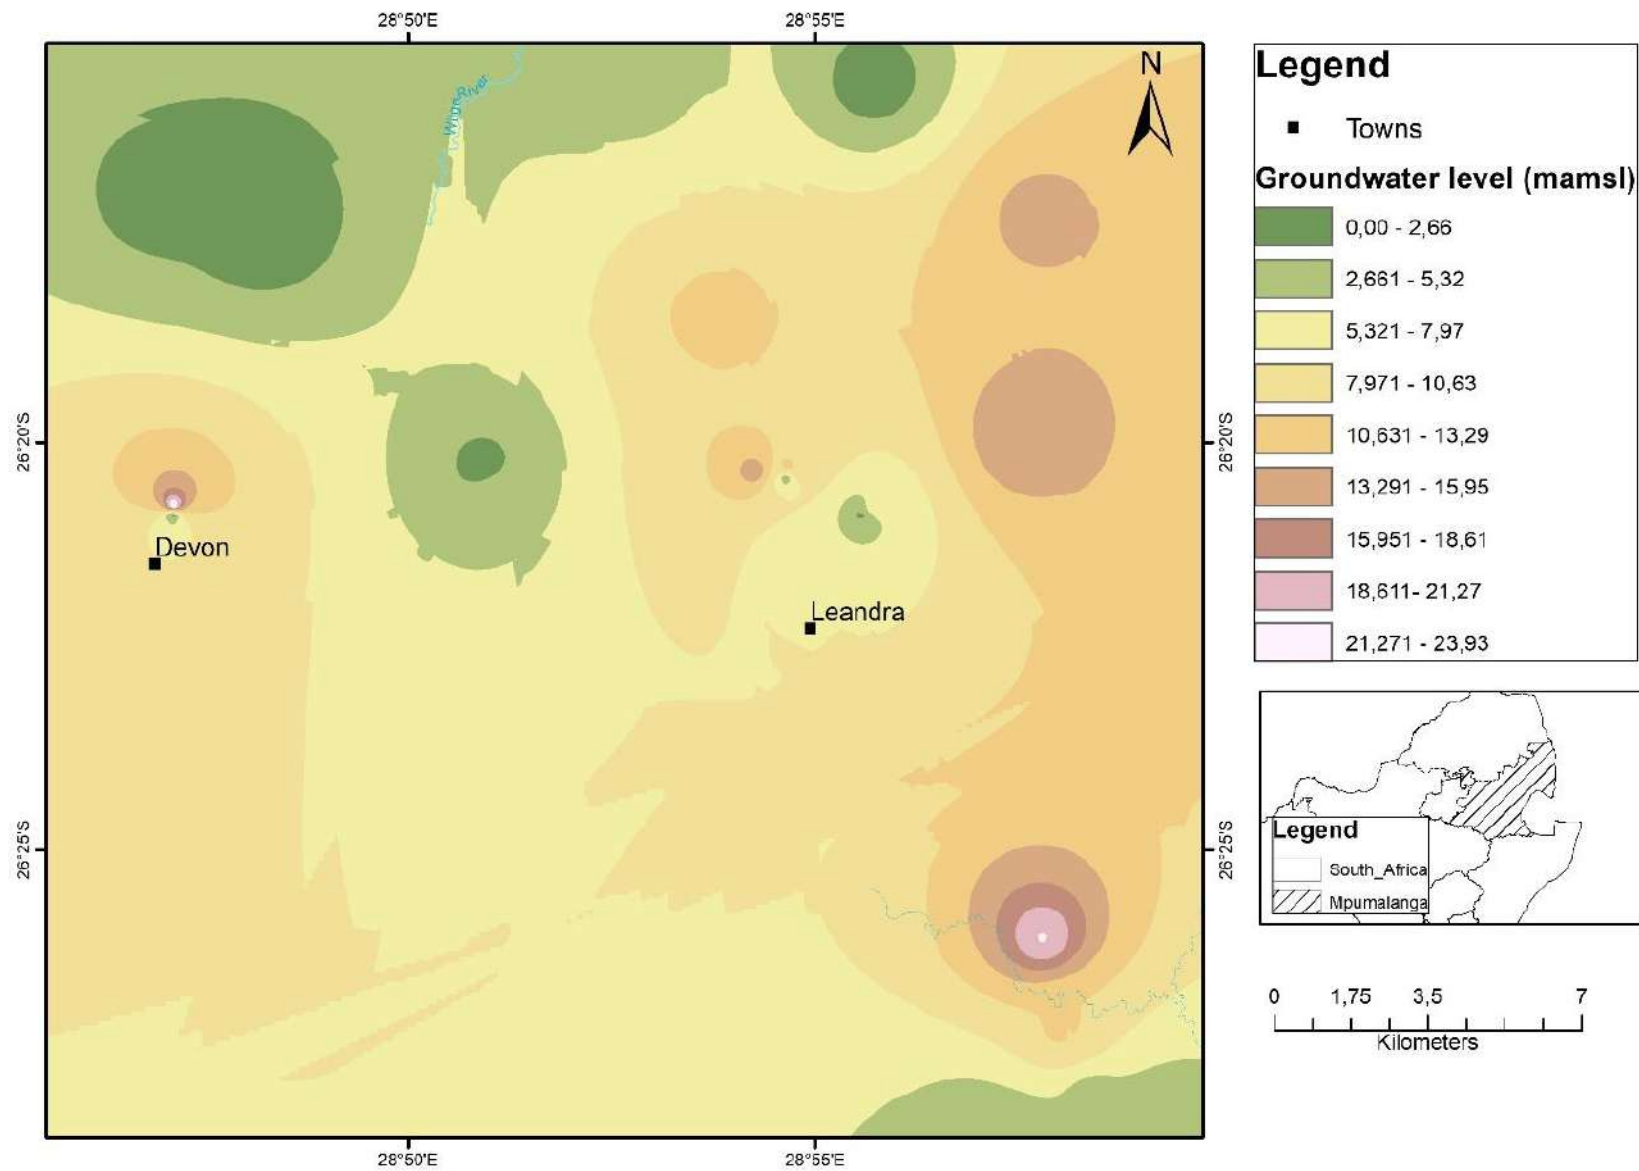 28°50'E
28°55'E
N
Wilge River
26°20'S
26°20'S
Devon
Leandra
26°25'S
26°25'S
28°50'E
28°55'E
Legend
Towns
Groundwater level (mamsl)
0,00 - 2,66
2,661 - 5,32
5,321 - 7,97
7,971 - 10,63
10,631 - 13,29
13,291 - 15,95
15,951 - 18,61
18,611- 21,27
21,271 - 23,93
Legend
South_Africa
Mpumalanga
0 1,75 3,5 7
Kilometers